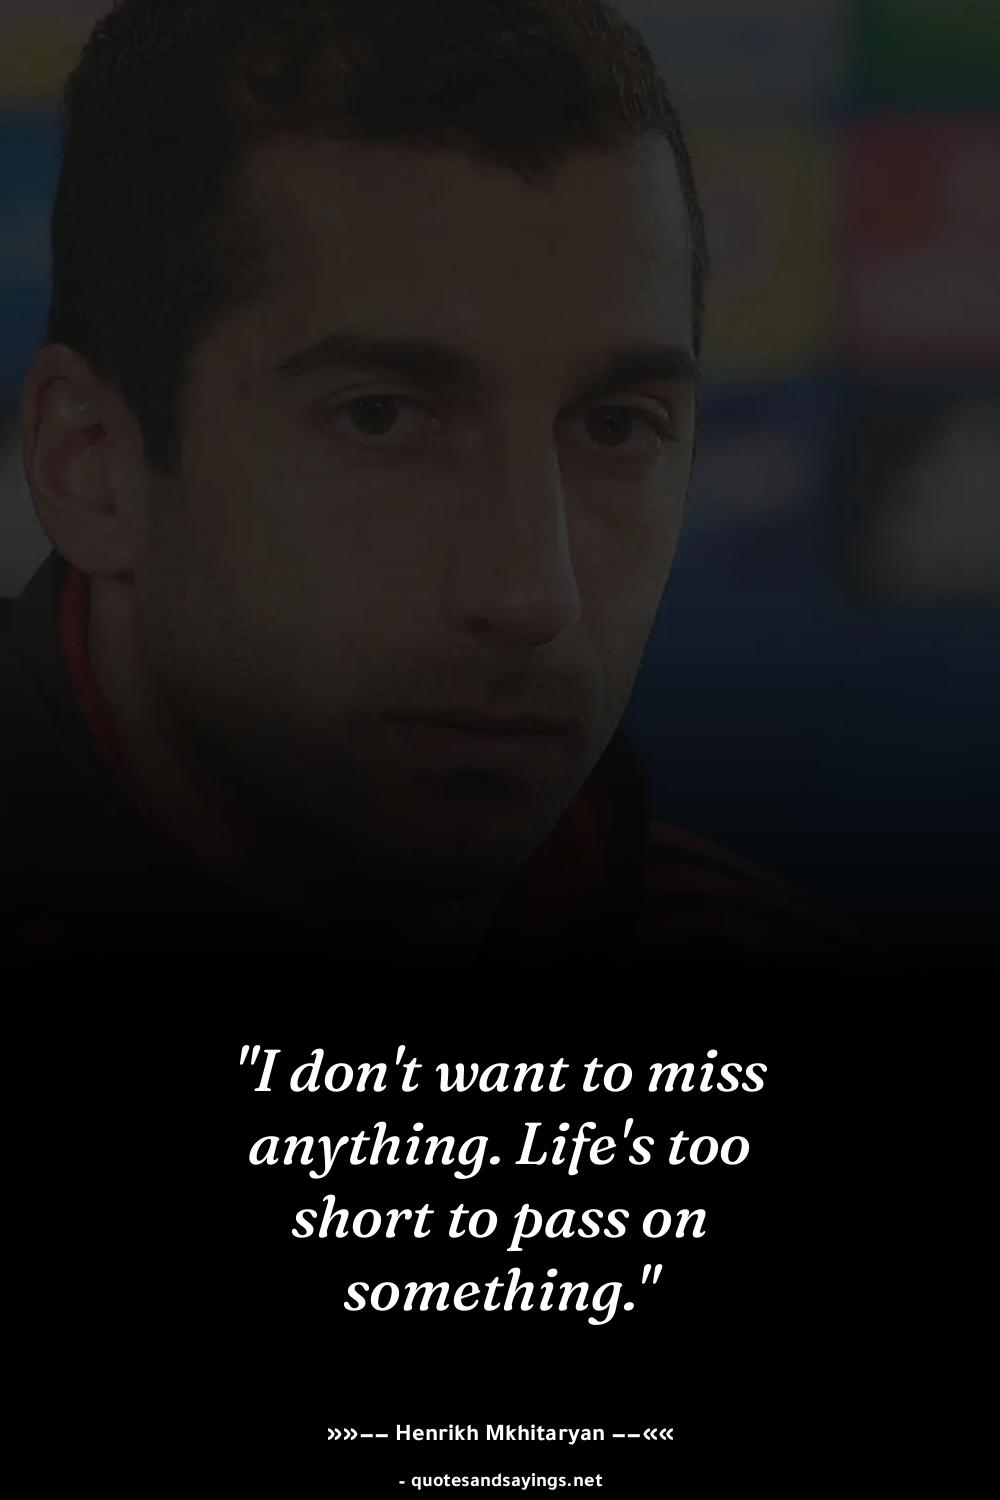 "I don't want to miss
anything. Life's too
short to pass on
something."
»»−− Henrikh Mkhitaryan −−««
- quotesandsayings.net